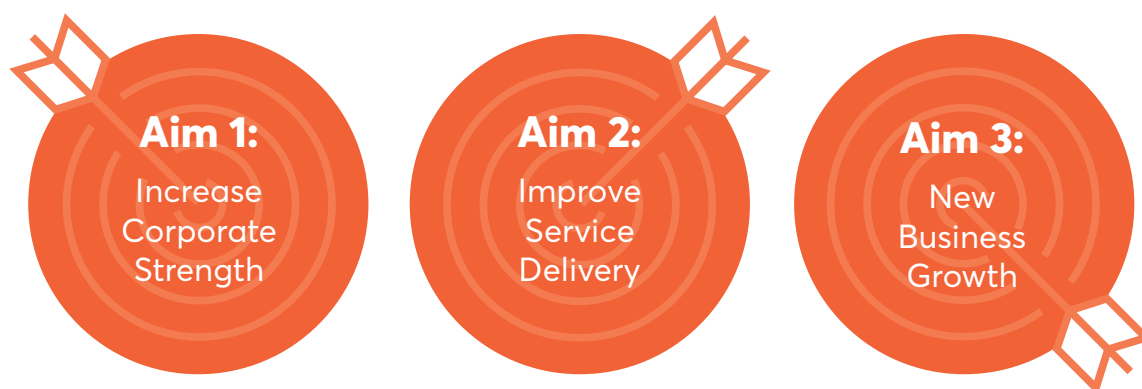 Aim 1:
Increase
Corporate
Strength
Aim 2:
Improve
Service
Delivery
Aim 3:
New
Business
Growth